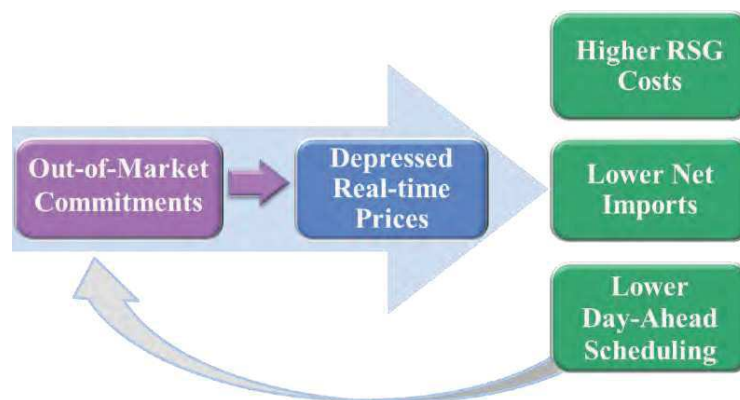 Out-of-Market
Commitments
Depressed
Real-time
Prices
Higher RSG
Costs
Lower Net
Imports
Lower
Day-Ahead
Scheduling